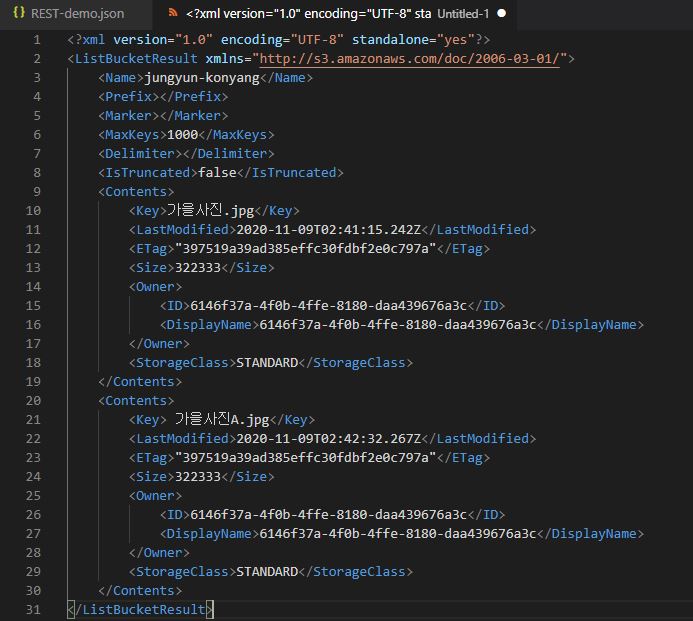 REST-demo.json <?xml version="1.0" encoding="UTF-8" sta Untitled-1
1 <?xml version="1.0" encoding="UTF-8" standalone="yes"?>
2 <ListBucketResult xmlns="http://s3.amazonaws.com/doc/2006-03-01/">
3 <Name>jungyun-konyang</Name>
4 <Prefix></Prefix>
5 <Marker></Marker>
6 <MaxKeys>1000</MaxKeys>
7 <Delimiter></Delimiter>
8 <IsTruncated>false</IsTruncated>
9 <Contents>
10 <Key>가을사진.jpg</Key>
11 <LastModified>2020-11-09T02:41:15.242Z</LastModified>
12 <ETag>"397519a39ad385effc30fdbf2e0c797a"</ETag>
13 <Size>322333</Size>
14 <Owner>
15 <ID>6146f37a-4f0b-4ffe-8180-daa439676a3c</ID>
16 <DisplayName>6146f37a-4f0b-4ffe-8180-daa439676a3c</DisplayName>
17 </Owner>
18 <StorageClass>STANDARD</StorageClass>
19 </Contents>
20 <Contents>
21 <Key> 가을사진A.jpg</Key>
22 <LastModified>2020-11-09T02:42:32.267Z</LastModified>
23 <ETag>"397519a39ad385effc30fdbf2e0c797a"</ETag>
24 <Size>322333</Size>
25 <Owner>
26 <ID>6146f37a-4f0b-4ffe-8180-daa439676a3c</ID>
27 <DisplayName>6146f37a-4f0b-4ffe-8180-daa439676a3c</DisplayName>
28 </Owner>
29 <StorageClass>STANDARD</StorageClass>
30 </Contents>
31 </ListBucketResult>